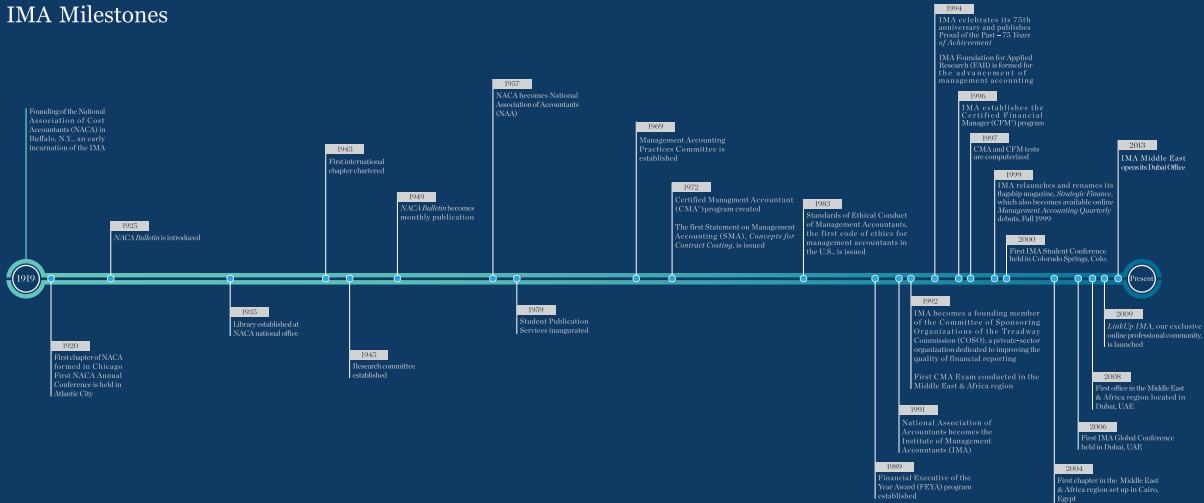 IMA Milestones
1919
Founding of the National
Association of Cost
Accountants (NACA) in
Buffalo, N.Y., an early
incarnation of the IMA
1920
First chapter of NACA
formed in Chicago
First NACA Annual
Conference is held in
Atlantic City
1925
NACA Bulletin is introduced
1935
Library established at
NACA national office
1943
First international
chapter chartered
1945
Research committee
established
1949
NACA Bulletin becomes
monthly publication
1957
NACA becomes National
Association of Accountants
(NAA)
1959
Student Publication
Services inaugurated
1969
Management Accounting
Practices Committee is
established
1972
Certified Managment Accountant
(CMA®) program created
The first Statement on Management
Accounting (SMA), Concepts for
Contract Costing, is issued
1983
Standards of Ethical Conduct
of Management Accountants,
the first code of ethics for
management accountants in
the U.S., is issued
1989
Financial Executive of the
Year Award (FEYA) program
established
1991
National Association of
Accountants becomes the
Institute of Management
Accountants (IMA)
1992
IMA becomes a founding member
of the Committee of Sponsoring
Organizations of the Treadway
Commission (COSO), a private-sector
organization dedicated to improving the
quality of financial reporting
First CMA Exam conducted in the
Middle East & Africa region
1994
IMA celebrates its 75th
anniversary and publishes
Proud of the Past – 75 Years
of Achievement
IMA Foundation for Applied
Research (FAR) is formed for
the advancement of
management accounting
1996
IMA establishes the
Certified Financial
Manager (CFM®) program
1997
CMA and CFM tests
are computerized
1999
IMA relaunches and renames its
flagship magazine, Strategic Finance,
which also becomes available online
Management Accounting Quarterly
debuts, Fall 1999
2000
First IMA Student Conference
held in Colorado Springs, Colo.
2004
First chapter in the Middle East
& Africa region set up in Cairo,
Egypt
2006
First IMA Global Conference
held in Dubai, UAE
2008
First office in the Middle East
& Africa region located in
Dubai, UAE
2009
LinkUp IMA, our exclusive
online professional community,
is launched
2013
IMA Middle East
opens its Dubai Office
Present